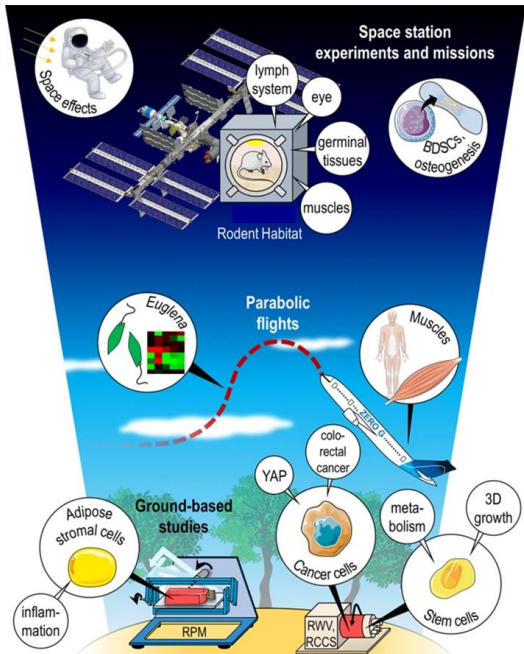 Space effects
Space station
experiments and missions
lymph
system
eye
germinal
tissues
muscles
BDSCs,
osteogenesis
Rodent Habitat
Euglena
Parabolic
flights
Muscles
ZERO G
Ground-based
studies
Adipose
stromal cells
inflam-
mation
RPM
YAP
colo-
rectal
cancer
Cancer cells
meta-
bolism
3D
growth
Stem cells
RWV,
RCCS